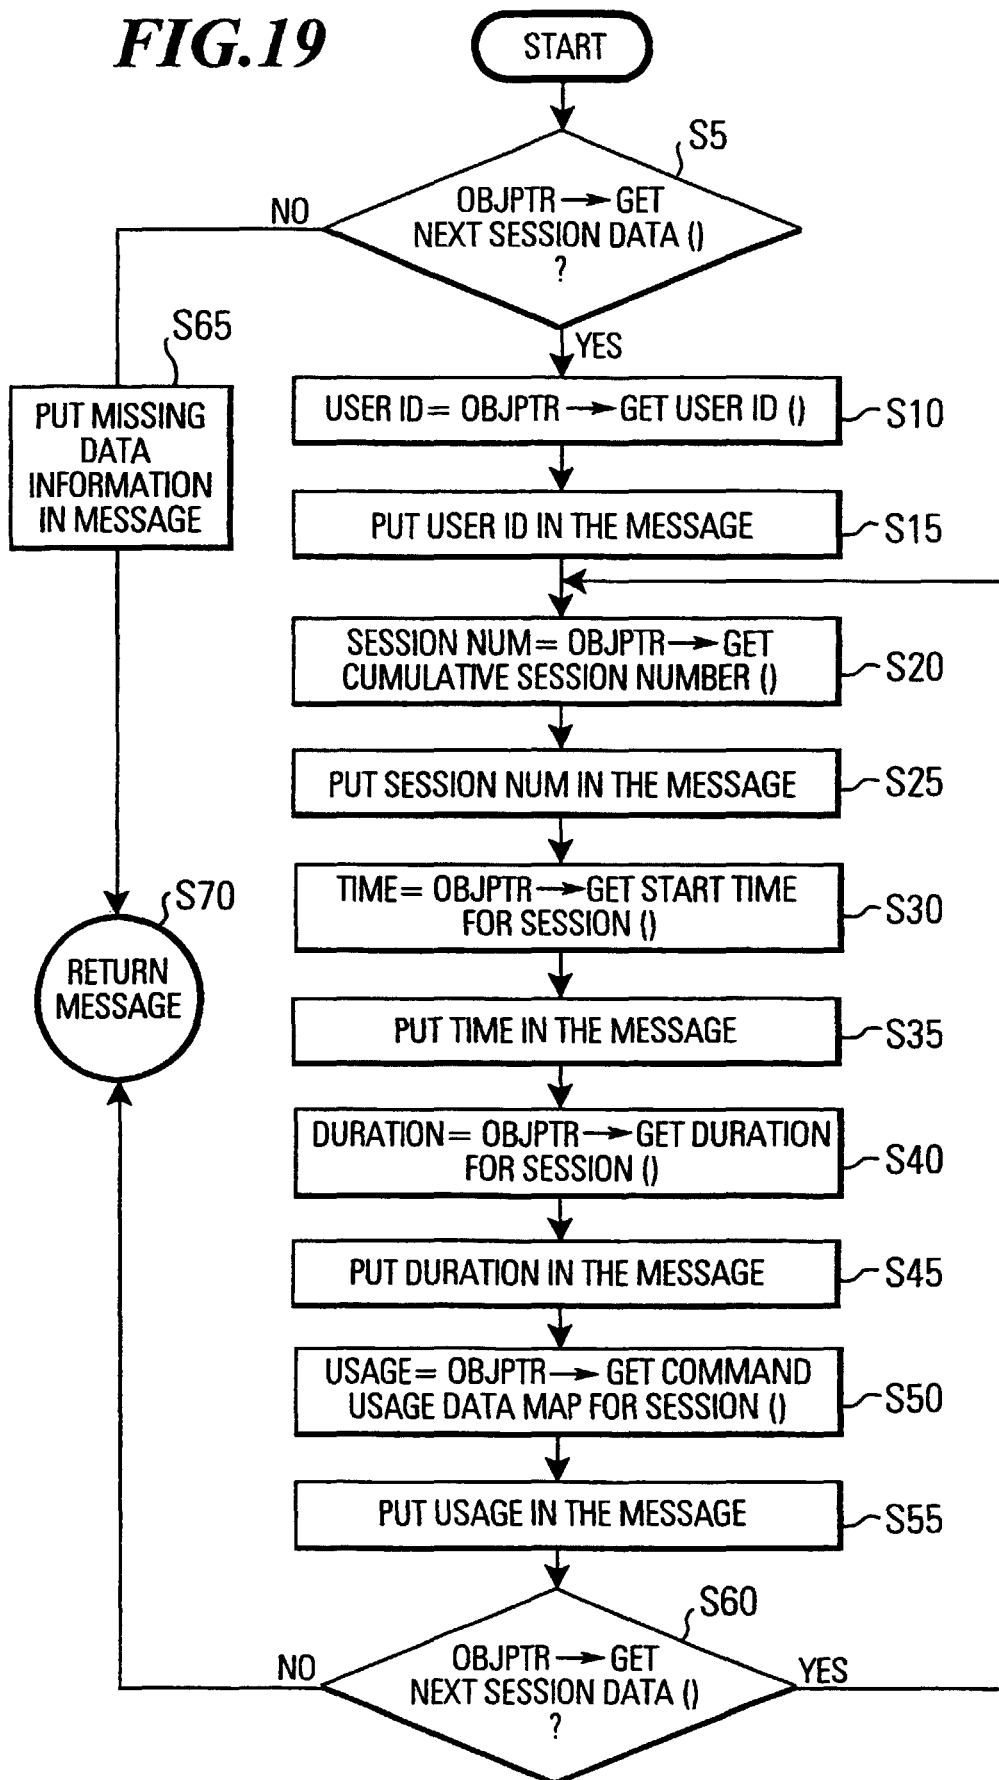 FIG.19
START
S5
OBJPTR → GET
NEXT SESSION DATA ()
?
NO
YES
S65
PUT MISSING
DATA
INFORMATION
IN MESSAGE
USER ID = OBJPTR → GET USER ID ()
S10
PUT USER ID IN THE MESSAGE
S15
SESSION NUM = OBJPTR → GET
CUMULATIVE SESSION NUMBER ()
S20
PUT SESSION NUM IN THE MESSAGE
S25
TIME = OBJPTR → GET START TIME
FOR SESSION ()
S30
S70
RETURN
MESSAGE
PUT TIME IN THE MESSAGE
S35
DURATION = OBJPTR → GET DURATION
FOR SESSION ()
S40
PUT DURATION IN THE MESSAGE
S45
USAGE = OBJPTR → GET COMMAND
USAGE DATA MAP FOR SESSION ()
S50
PUT USAGE IN THE MESSAGE
S55
S60
OBJPTR → GET
NEXT SESSION DATA ()
?
NO
YES